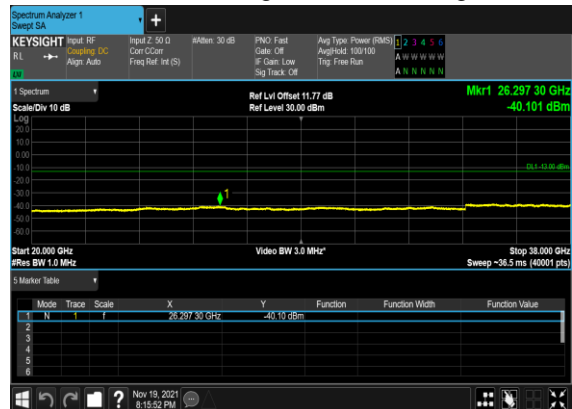 Spectrum Analyzer 1
Swept SA
KEYSIGHT Input: RF Input Z: 50 Ω #Atten: 30 dB PNO: Fast Avg Type: Power (RMS) 1 2 3 4 5 6
RL Coupling: DC Corr CCorr Gate: Off Avg|Hold: 100/100 A W W W W W
Align: Auto Freq Ref: Int (S) IF Gain: Low Trig: Free Run
Sig Track: Off A N N N N N
1 Spectrum Ref Lvl Offset 11.77 dB Mkr1 26.297 30 GHz
Scale/Div 10 dB Ref Level 30.00 dBm -40.101 dBm
Log
20.0
10.0
0.00
-10.0
DL1 -13.00 dBm
-20.0
-30.0
1
-40.0
-50.0
-60.0
Start 20.000 GHz Video BW 3.0 MHz* Stop 38.000 GHz
#Res BW 1.0 MHz Sweep ~36.5 ms (40001 pts)
5 Marker Table
Mode Trace Scale X Y Function Function Width Function Value
1 N 1 f 26.297 30 GHz -40.10 dBm
2
3
4
5
6
? Nov 19, 2021
8:15:52 PM